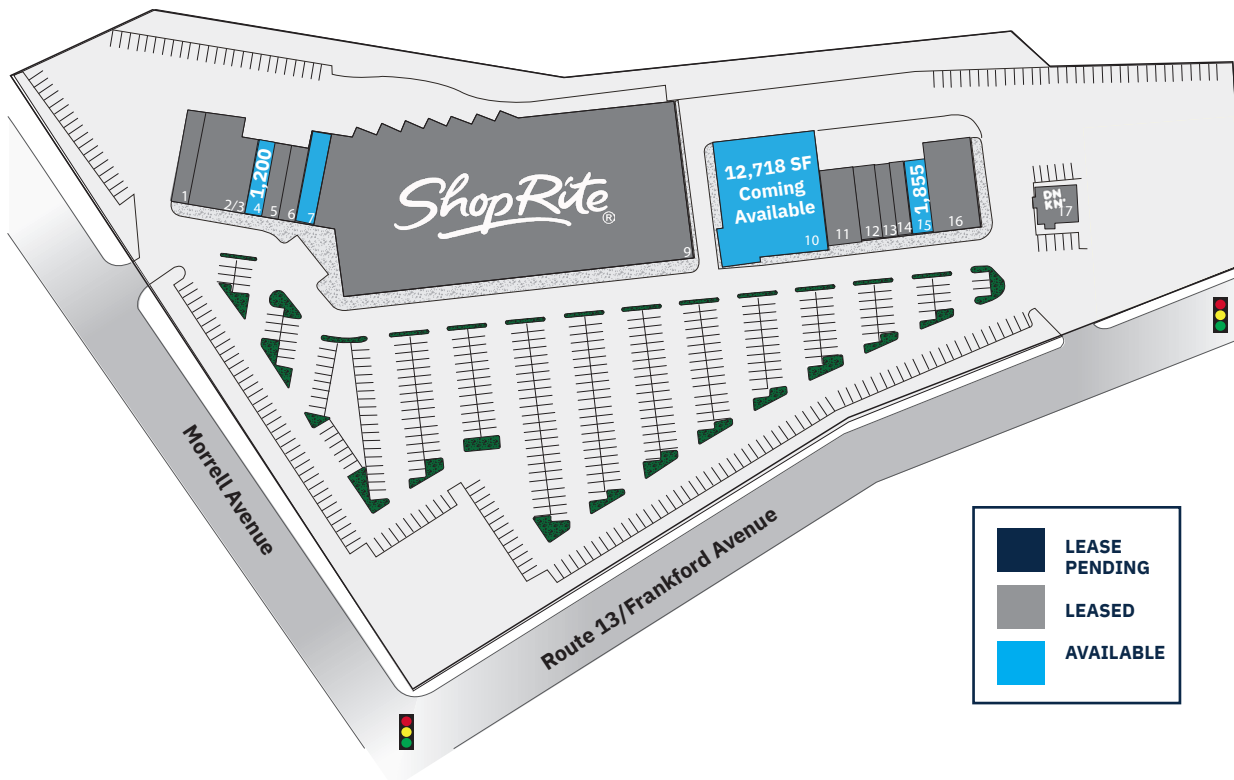 1
2/3
4
1,200
5
6
7
ShopRite®
9
12,718 SF
Coming
Available
10
11
12
13
14
15
1,855
16
DN
KN'
17
Morrell Avenue
Route 13/Frankford Avenue
LEASE
PENDING
LEASED
AVAILABLE